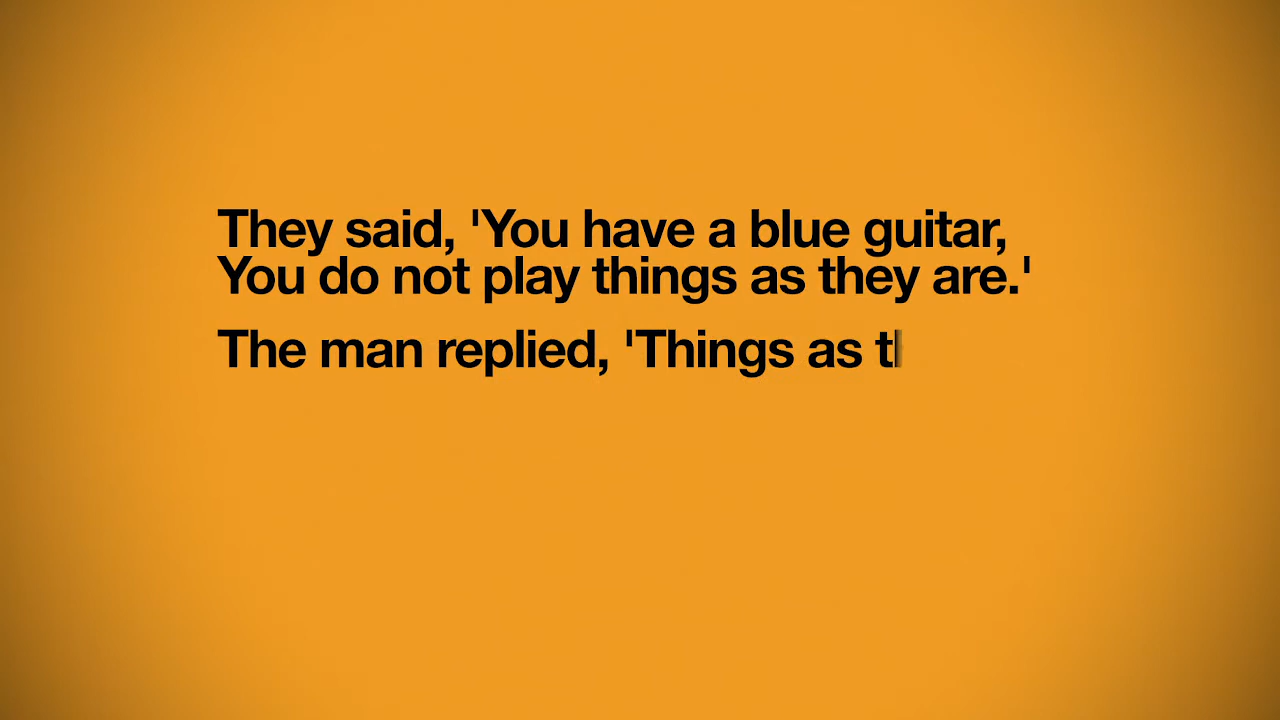 They said, 'You have a blue guitar,
You do not play things as they are.'
The man replied, 'Things as